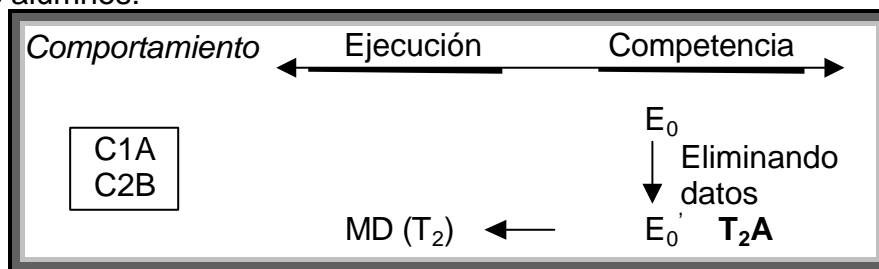 alumnos.
Comportamiento Ejecución Competencia
E₀
C1A Eliminando
C2B datos
MD (T₂) E₀’ T₂A